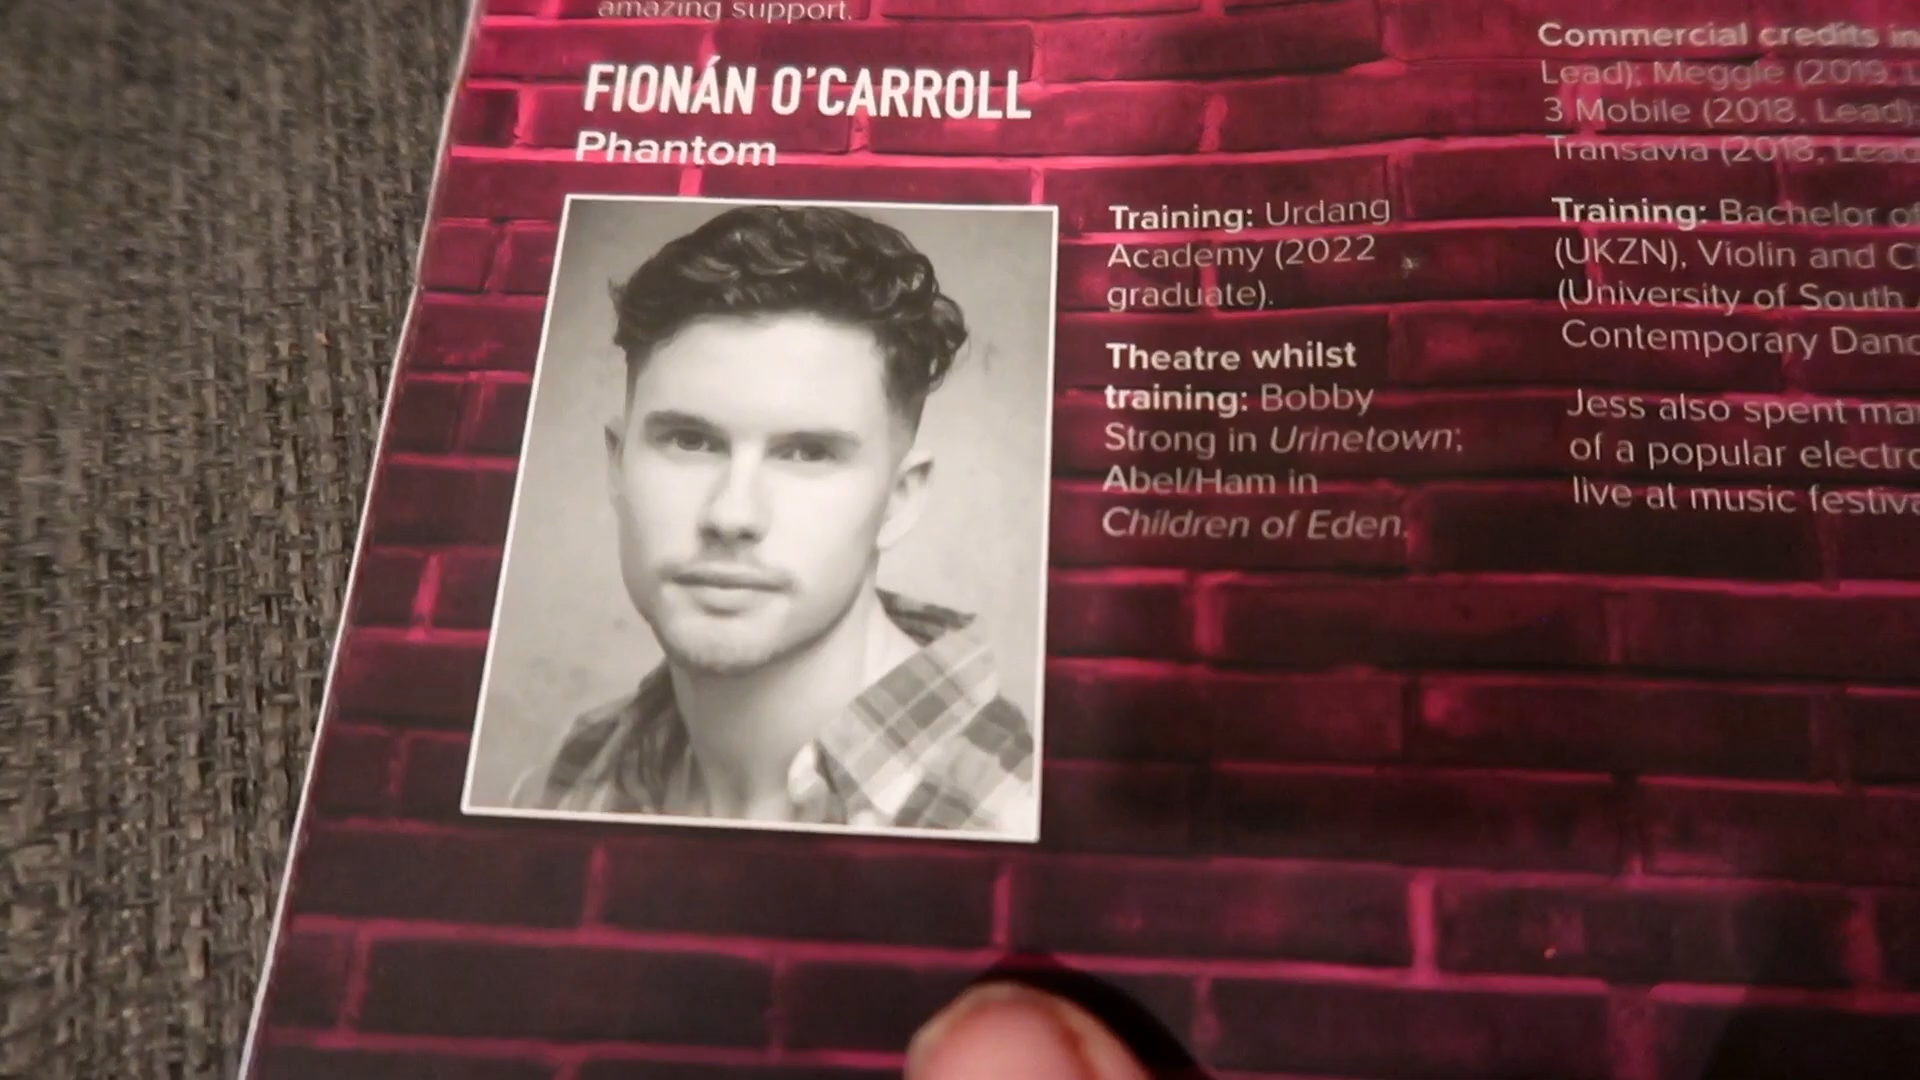 amazing support.
FIONÁN O'CARROLL
Phantom
Training: Urdang
Academy (2022
graduate).
Theatre whilst
training: Bobby
Strong in Urinetown;
Abel/Ham in
Children of Eden.
Commercial credits in
Lead); Meggle (2019, L
3 Mobile (2018, Lead);
Transavia (2018, Lead
Training: Bachelor of
(UKZN), Violin and C
(University of South A
Contemporary Danc
Jess also spent ma
of a popular electro
live at music festiva